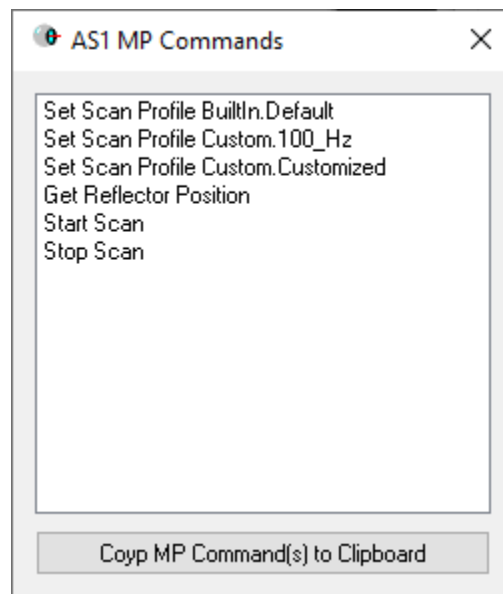 AS1 MP Commands
Set Scan Profile BuiltIn.Default
Set Scan Profile Custom.100_Hz
Set Scan Profile Custom.Customized
Get Reflector Position
Start Scan
Stop Scan
Coyp MP Command(s) to Clipboard